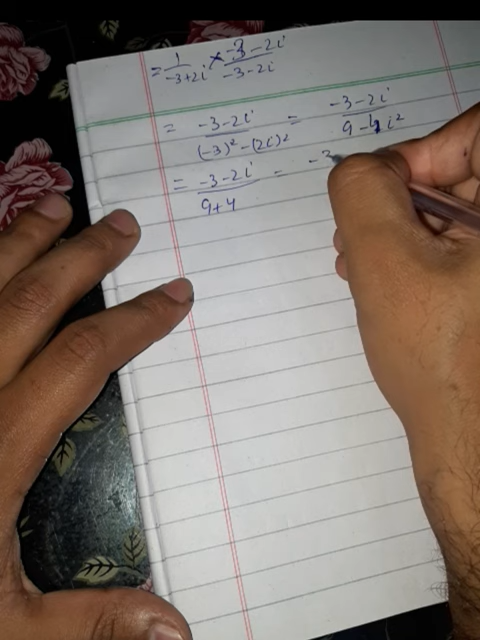 = 1/-3+2i × -3-2i/-3-2i
= -3-2i/(-3)²-(2i)² = -3-2i/9-4i²
= -3-2i/9+4 = -3